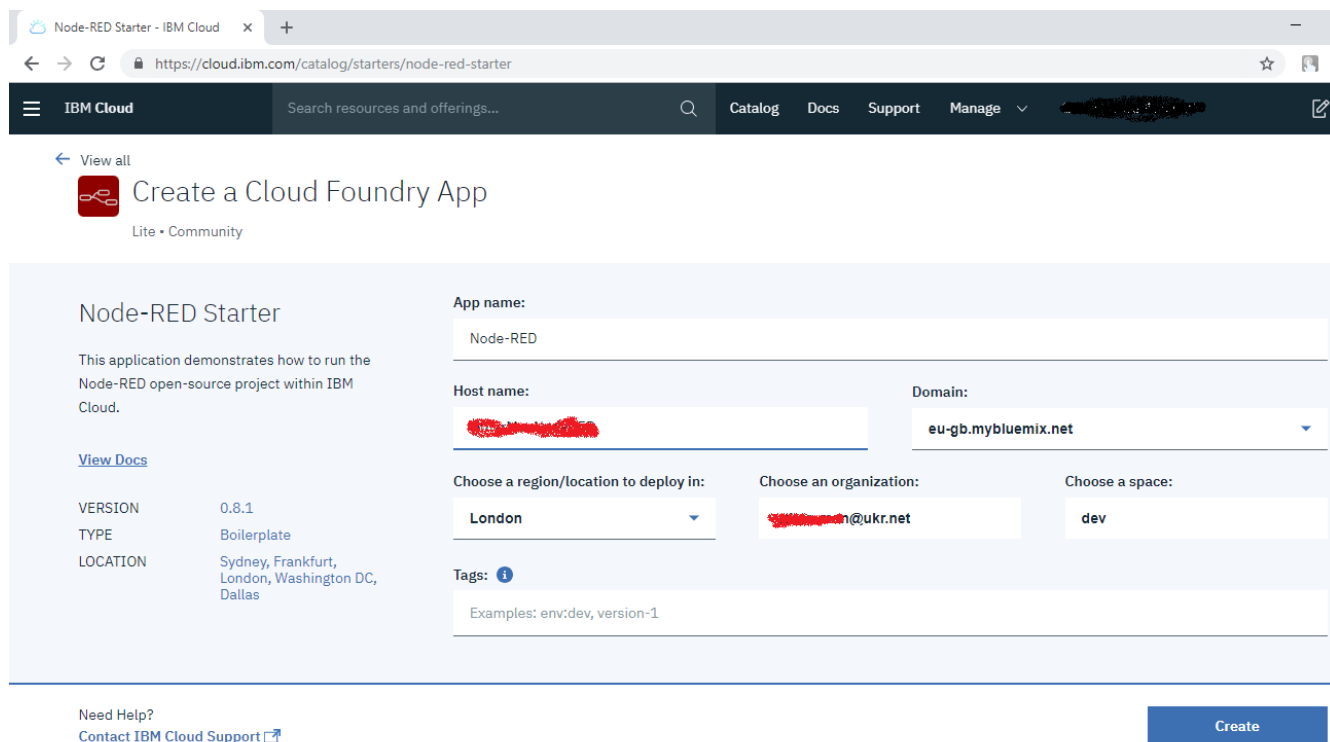 Node-RED Starter - IBM Cloud
https://cloud.ibm.com/catalog/starters/node-red-starter
IBM Cloud
Search resources and offerings...
Catalog
Docs
Support
Manage
View all
Create a Cloud Foundry App
Lite • Community
Node-RED Starter
This application demonstrates how to run the
Node-RED open-source project within IBM
Cloud.
View Docs
VERSION 0.8.1
TYPE Boilerplate
LOCATION Sydney, Frankfurt,
London, Washington DC,
Dallas
App name:
Node-RED
Host name:
Domain:
eu-gb.mybluemix.net
Choose a region/location to deploy in:
London
Choose an organization:
n@ukr.net
Choose a space:
dev
Tags:
Examples: env:dev, version-1
Need Help?
Contact IBM Cloud Support
Create